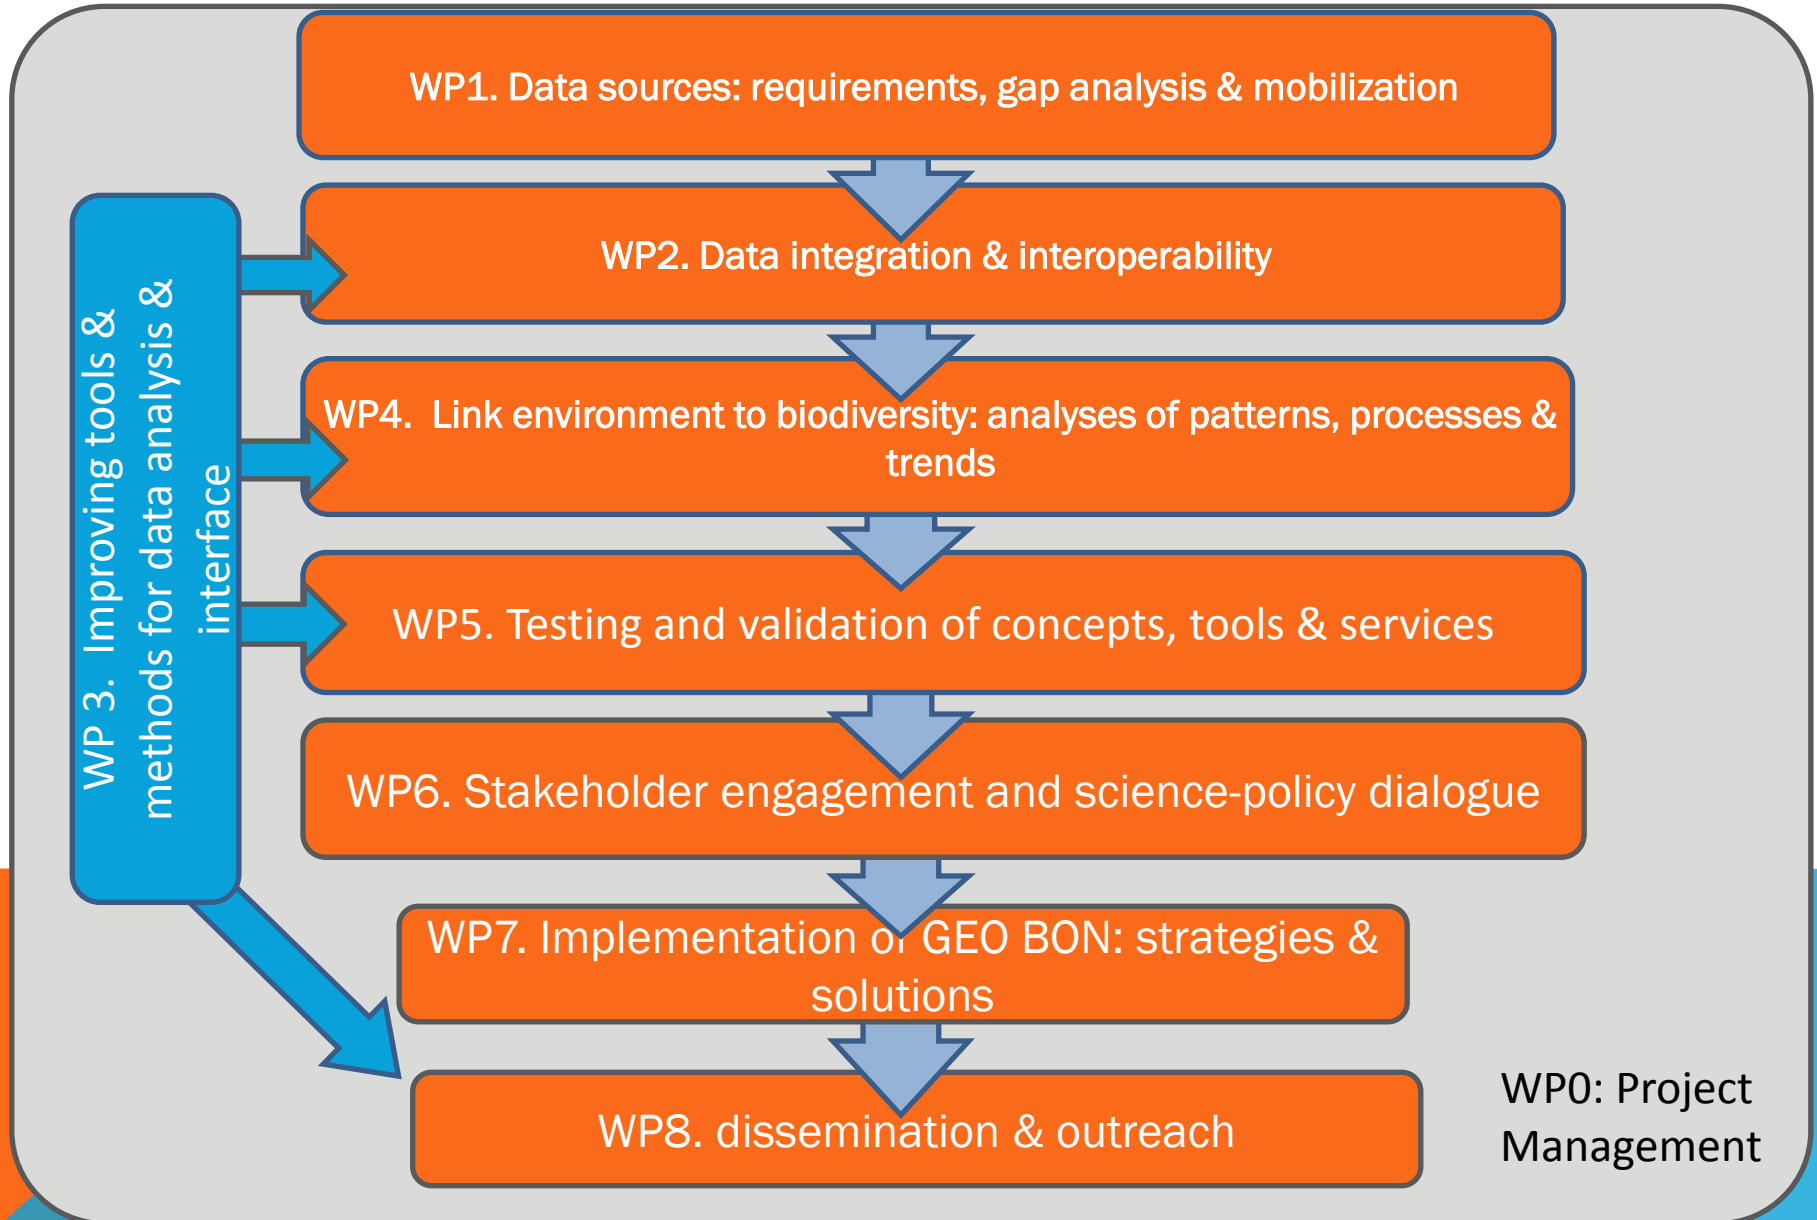 WP1. Data sources: requirements, gap analysis & mobilization
WP2. Data integration & interoperability
WP 3. Improving tools &
methods for data analysis &
interface
WP4. Link environment to biodiversity: analyses of patterns, processes &
trends
WP5. Testing and validation of concepts, tools & services
WP6. Stakeholder engagement and science-policy dialogue
WP7. Implementation of GEO BON: strategies &
solutions
WP8. dissemination & outreach
WP0: Project
Management